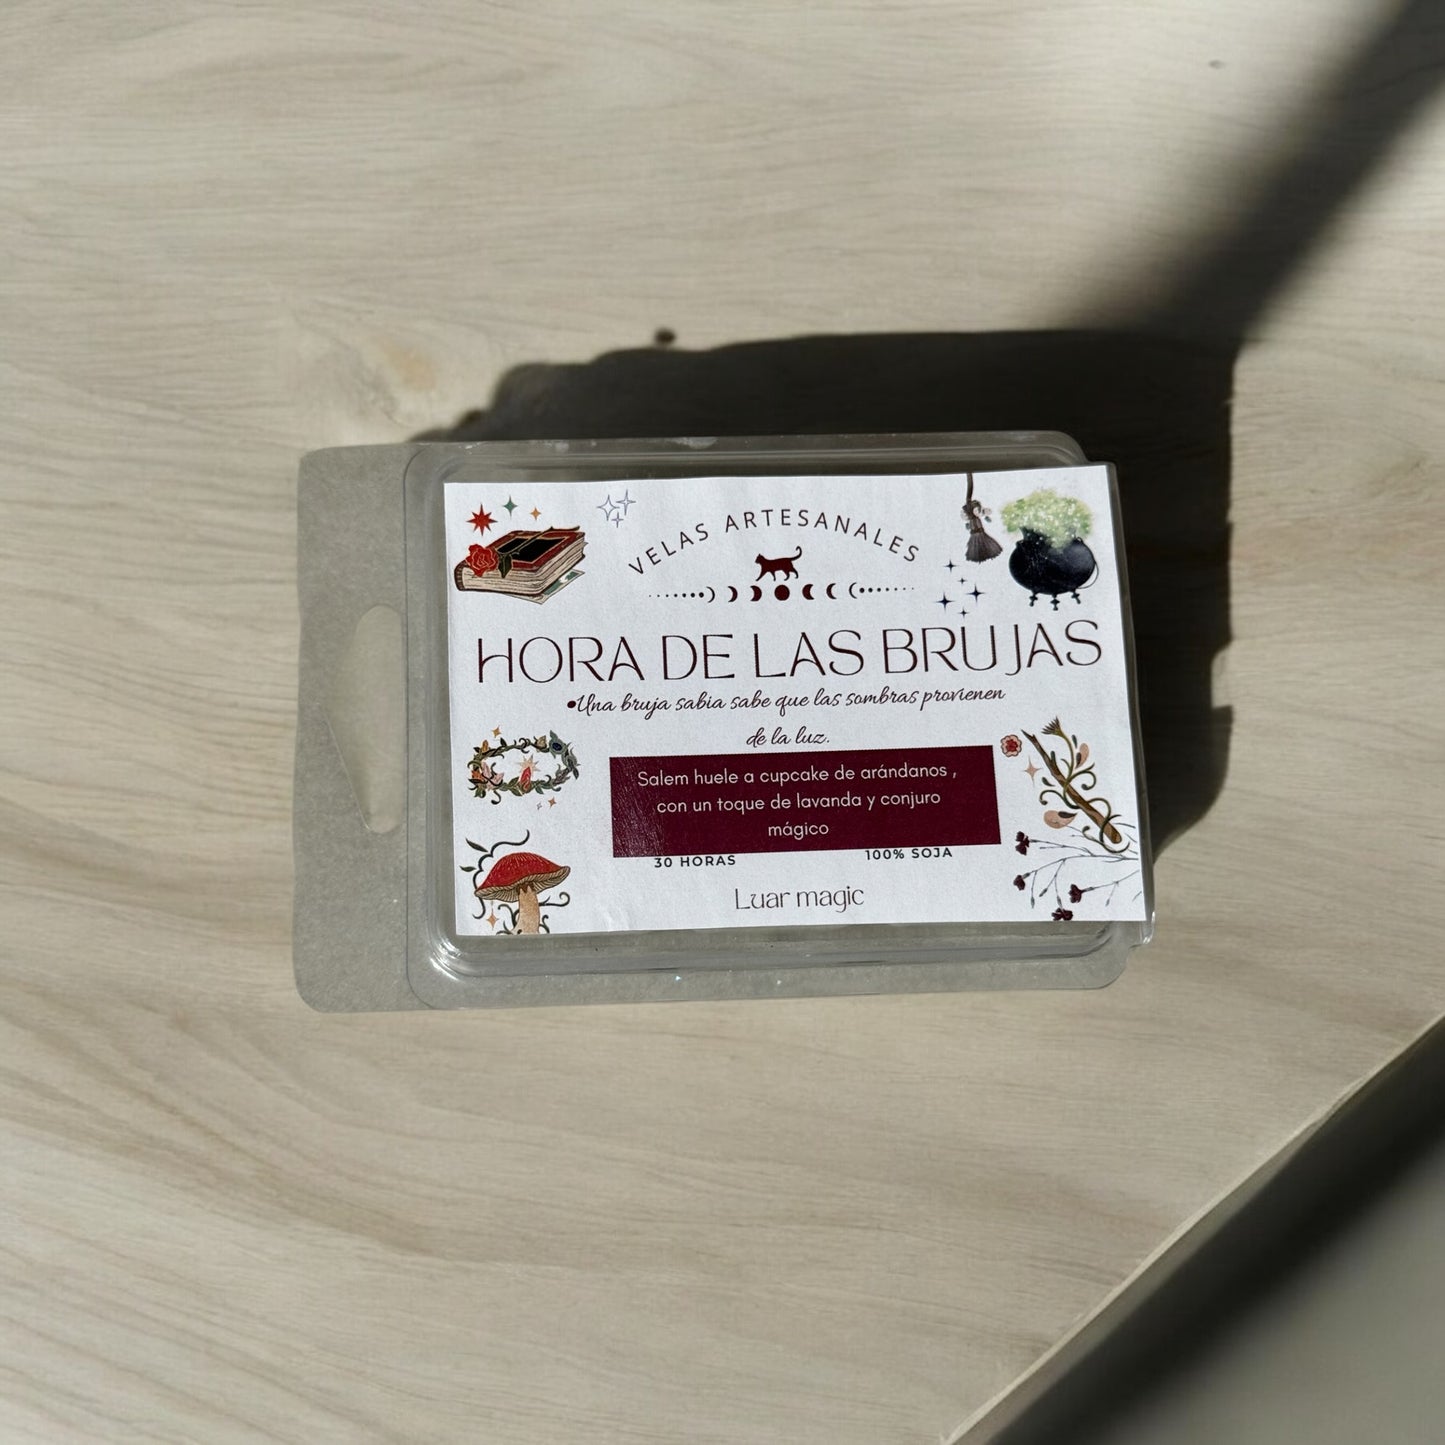 VELAS ARTESANALES
HORA DE LAS BRUJAS
•Una bruja sabia sabe que las sombras provienen
de la luz.
Salem huele a cupcake de arándanos ,
con un toque de lavanda y conjuro
mágico
30 HORAS 100% SOJA
Luar magic